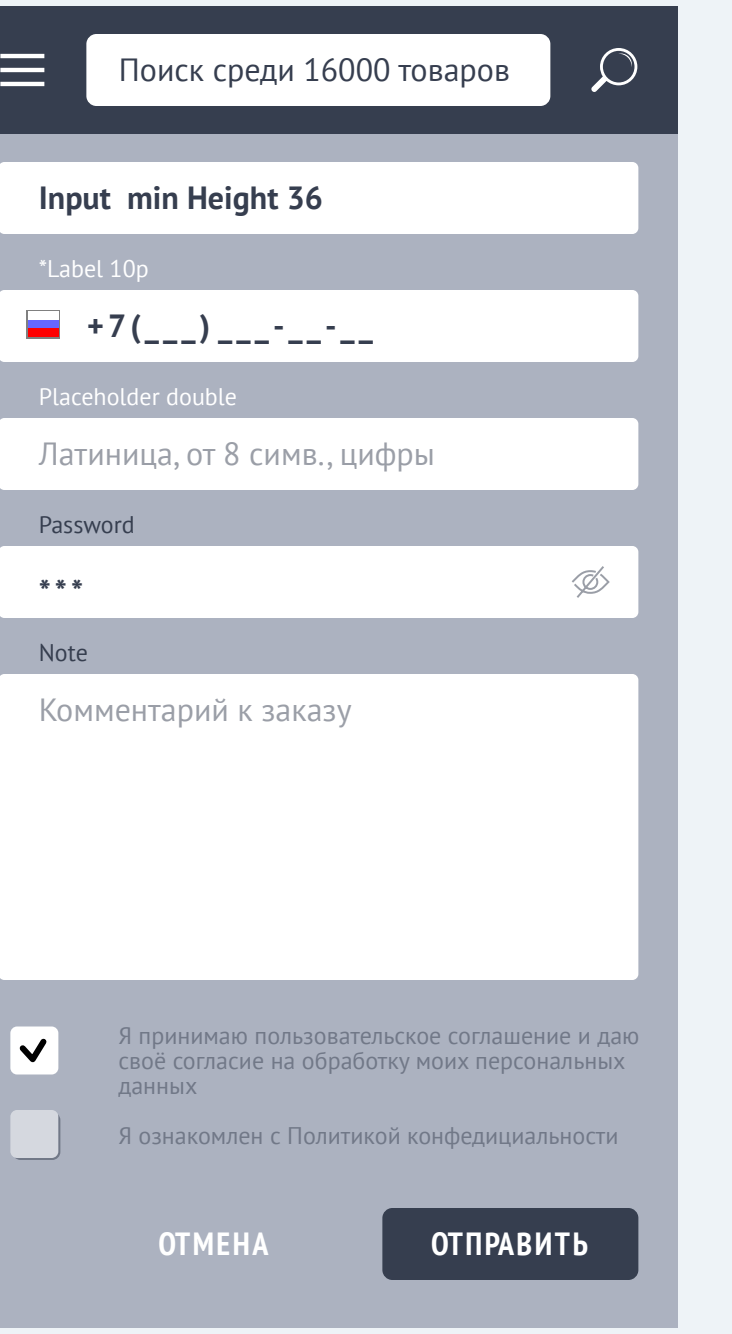 Поиск среди 16000 товаров
Input min Height 36
*Label 10p
+7(___) ___-__-__
Placeholder double
Латиница, от 8 симв., цифры
Password
***
Note
Комментарий к заказу
Я принимаю пользовательское соглашение и даю
своё согласие на обработку моих персональных
данных
Я ознакомлен с Политикой конфедициальности
ОТМЕНА
ОТПРАВИТЬ